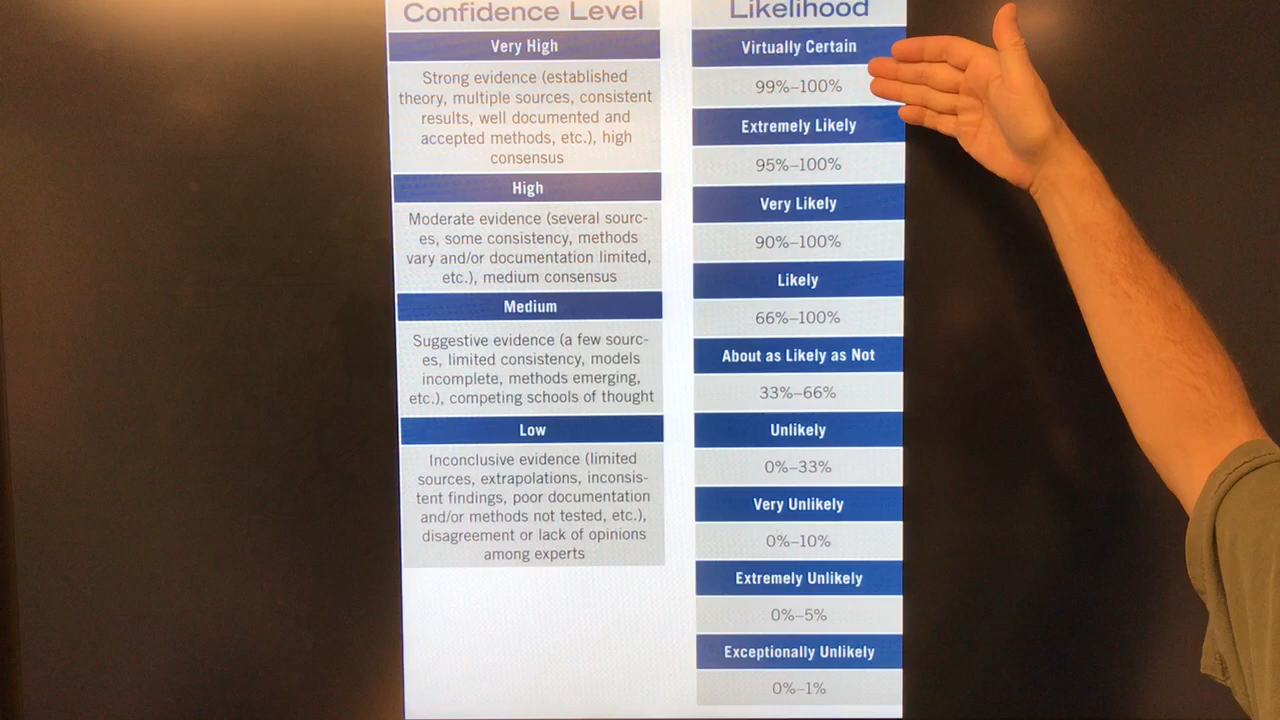 Confidence Level
Very High
Strong evidence (established
theory, multiple sources, consistent
results, well documented and
accepted methods, etc.), high
consensus
High
Moderate evidence (several sourc-
es, some consistency, methods
vary and/or documentation limited,
etc.), medium consensus
Medium
Suggestive evidence (a few sourc-
es, limited consistency, models
incomplete, methods emerging,
etc.), competing schools of thought
Low
Inconclusive evidence (limited
sources, extrapolations, inconsis-
tent findings, poor documentation
and/or methods not tested, etc.),
disagreement or lack of opinions
among experts
Likelihood
Virtually Certain
99%–100%
Extremely Likely
95%–100%
Very Likely
90%–100%
Likely
66%–100%
About as Likely as Not
33%–66%
Unlikely
0%–33%
Very Unlikely
0%–10%
Extremely Unlikely
0%–5%
Exceptionally Unlikely
0%–1%